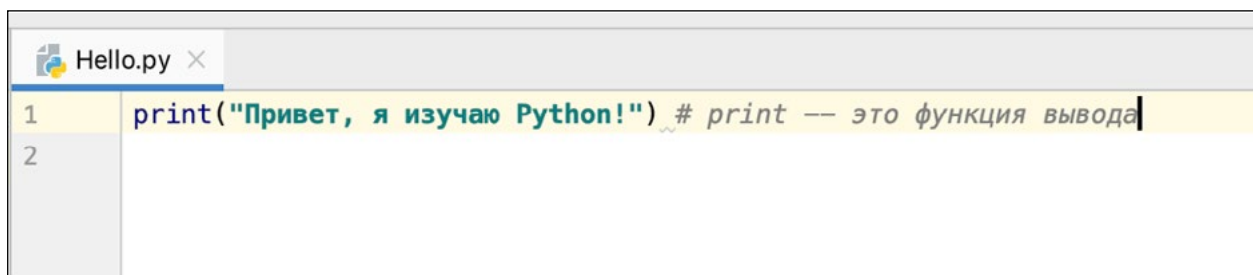 Hello.py
1 print("Привет, я изучаю Python!") # print —— это функция вывода
2